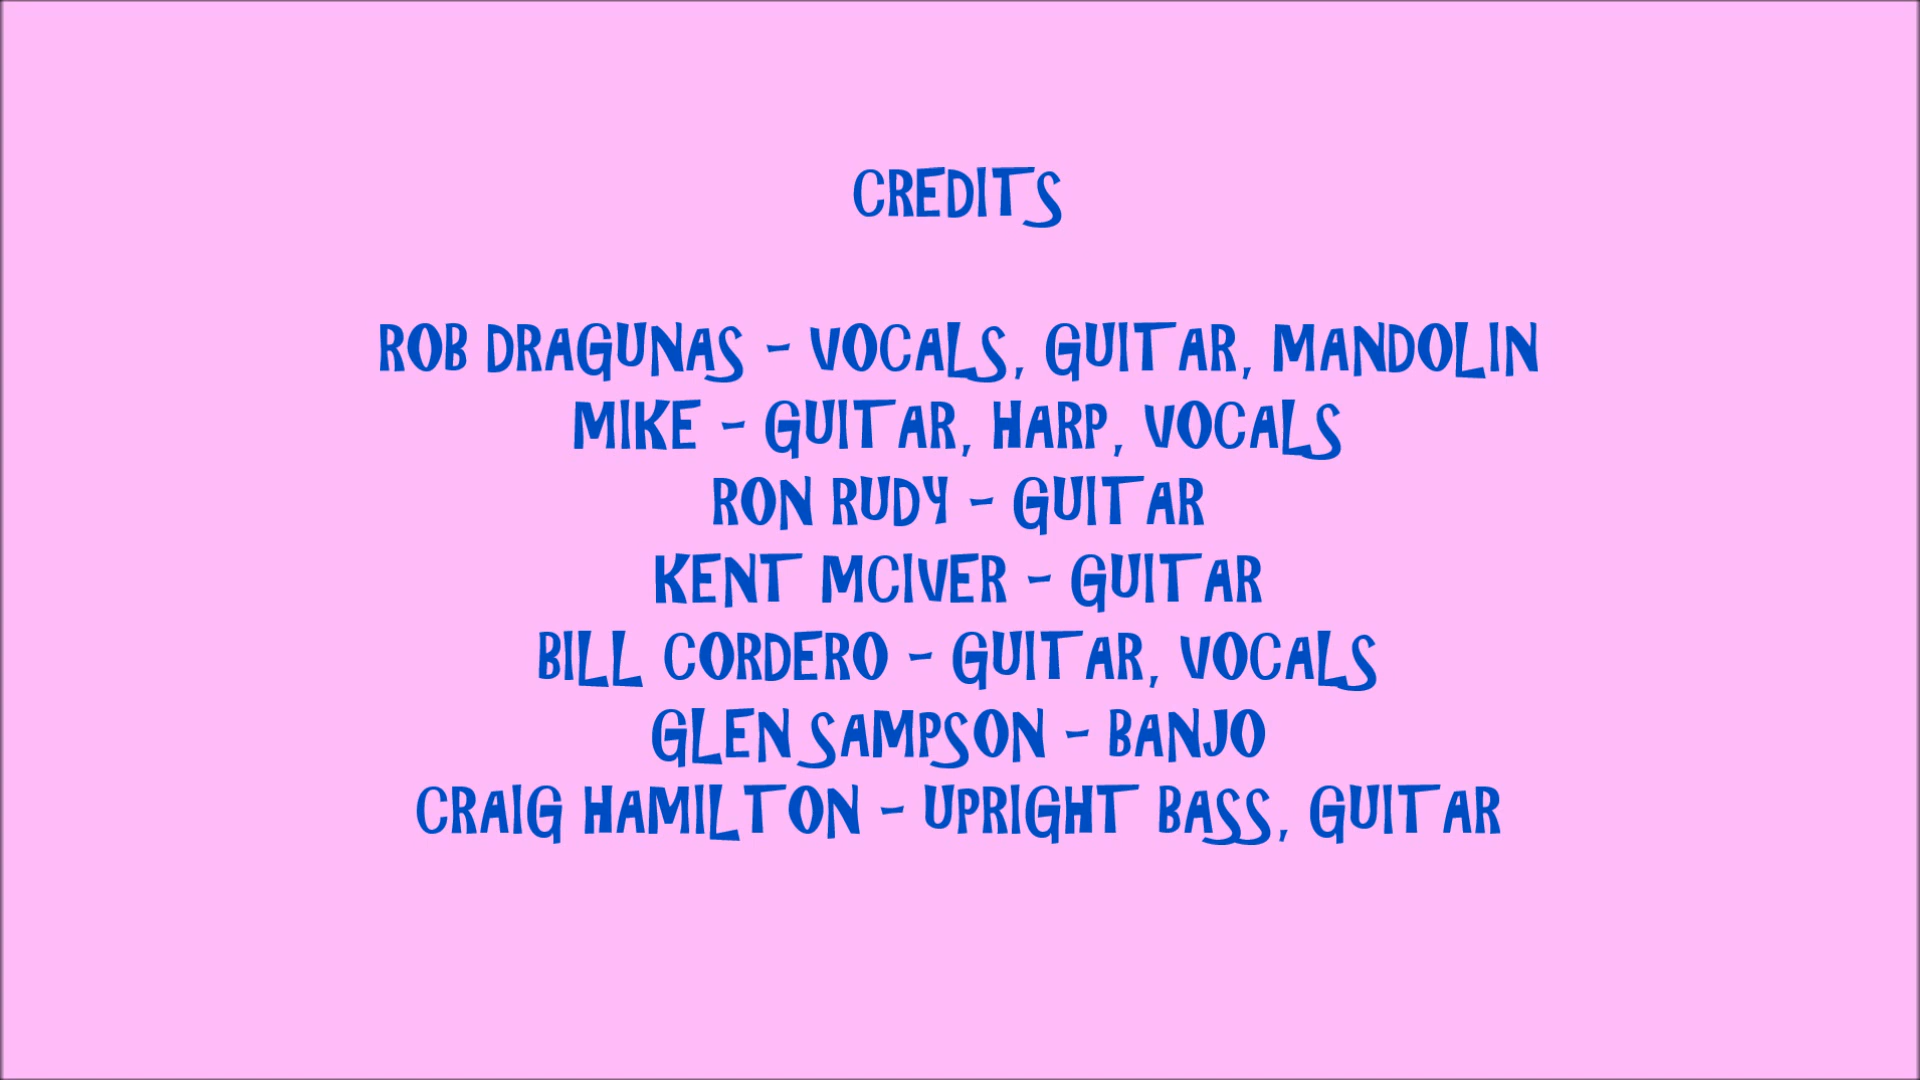 CREDITS
ROB DRAGUNAS - VOCALS, GUITAR, MANDOLIN
MIKE - GUITAR, HARP, VOCALS
RON RUDY - GUITAR
KENT MCIVER - GUITAR
BILL CORDERO - GUITAR, VOCALS
GLEN SAMPSON - BANJO
CRAIG HAMILTON - UPRIGHT BASS, GUITAR